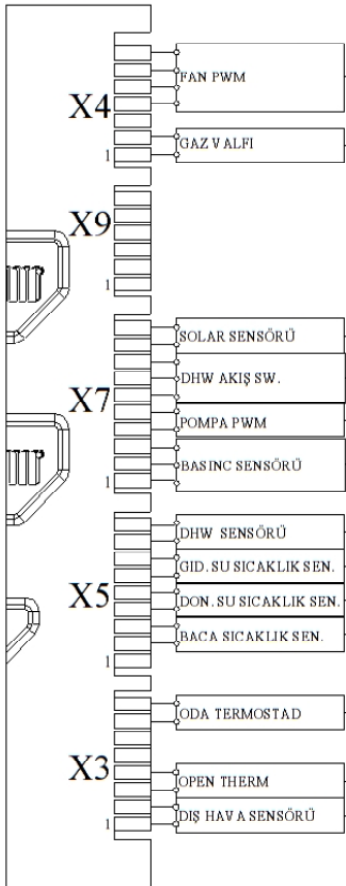 X4
FAN PWM
GAZ VALFI
1
X9
1
X7
SOLAR SENSÖRÜ
DHW AKIŞ SW.
POMPA PWM
BASINC SENSÖRÜ
1
X5
DHW SENSÖRÜ
GID. SU SICAKLIK SEN.
DON. SU SICAKLIK SEN.
BACA SICAKLIK SEN.
1
X3
ODA TERMOSTAD
OPEN THERM
DIŞ HAVA SENSÖRÜ
1